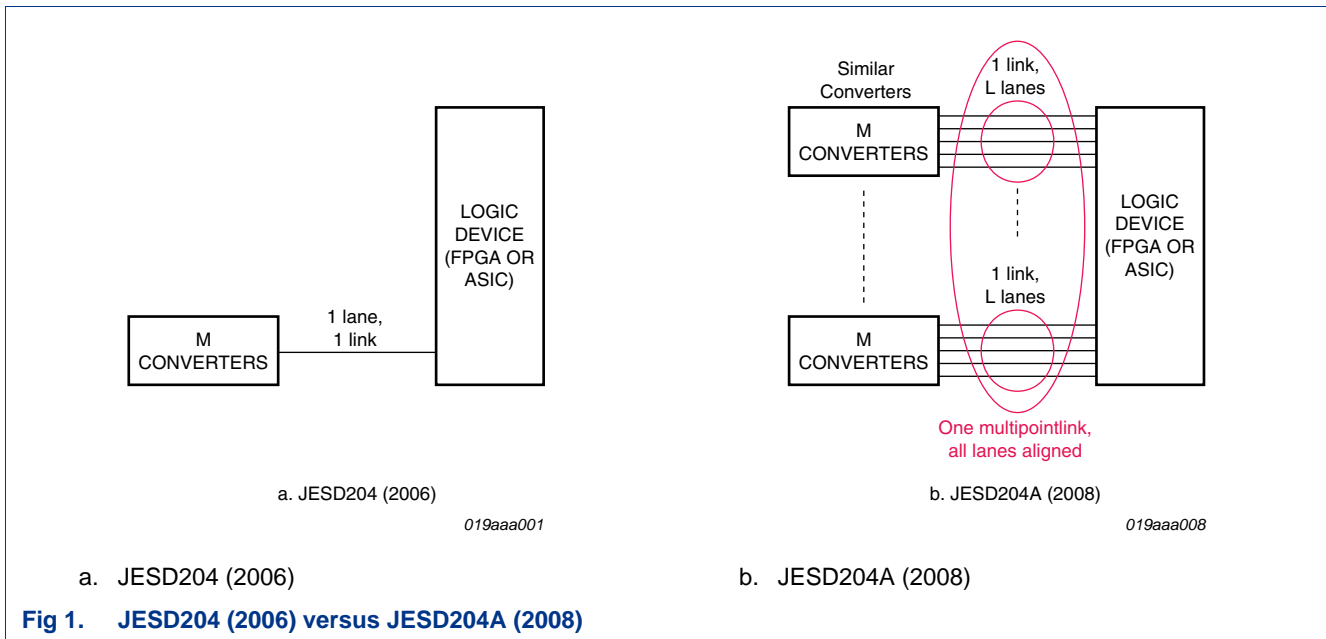 M
CONVERTERS
1 lane,
1 link
LOGIC
DEVICE
(FPGA OR
ASIC)
a. JESD204 (2006)
019aaa001
Similar
Converters
M
CONVERTERS
1 link,
L lanes
M
CONVERTERS
1 link,
L lanes
LOGIC
DEVICE
(FPGA OR
ASIC)
One multipointlink,
all lanes aligned
b. JESD204A (2008)
019aaa008
a. JESD204 (2006)
b. JESD204A (2008)
Fig 1. JESD204 (2006) versus JESD204A (2008)